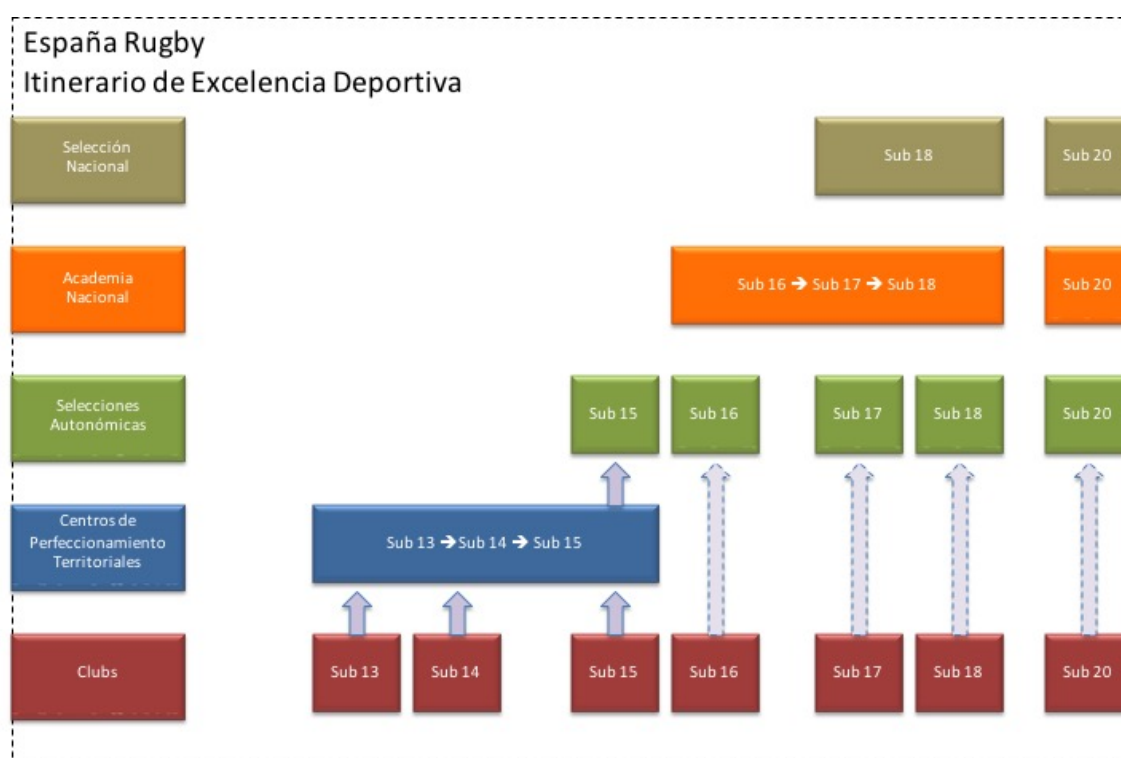 España Rugby
Itinerario de Excelencia Deportiva
Selección
Nacional
Sub 18
Sub 20
Academia
Nacional
Sub 16 → Sub 17 → Sub 18
Sub 20
Selecciones
Autonómicas
Sub 15
Sub 16
Sub 17
Sub 18
Sub 20
Centros de
Perfeccionamiento
Territoriales
Sub 13 → Sub 14 → Sub 15
Clubs
Sub 13
Sub 14
Sub 15
Sub 16
Sub 17
Sub 18
Sub 20